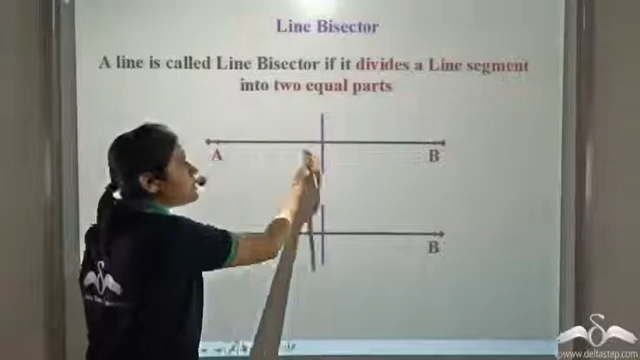 Line Bisector
A line is called Line Bisector if it divides a Line segment
into two equal parts
A B
B
www.deltastep.com